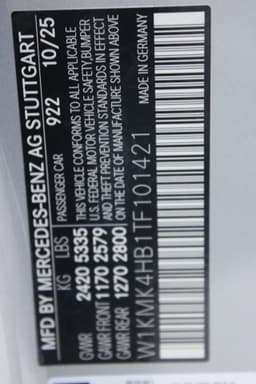 MFD BY MERCEDES-BENZ AG STUTTGART
PASSENGER CAR 922 10/25
KG LBS
GVWR 2420 5335
GAWR FRONT 1170 2579
GAWR REAR 1270 2800
THIS VEHICLE CONFORMS TO ALL APPLICABLE
U.S. FEDERAL MOTOR VEHICLE SAFETY,BUMPER
AND THEFT PREVENTION STANDARDS IN EFFECT
ON THE DATE OF MANUFACTURE SHOWN ABOVE
W1KMK4HB1TF101421 MADE IN GERMANY